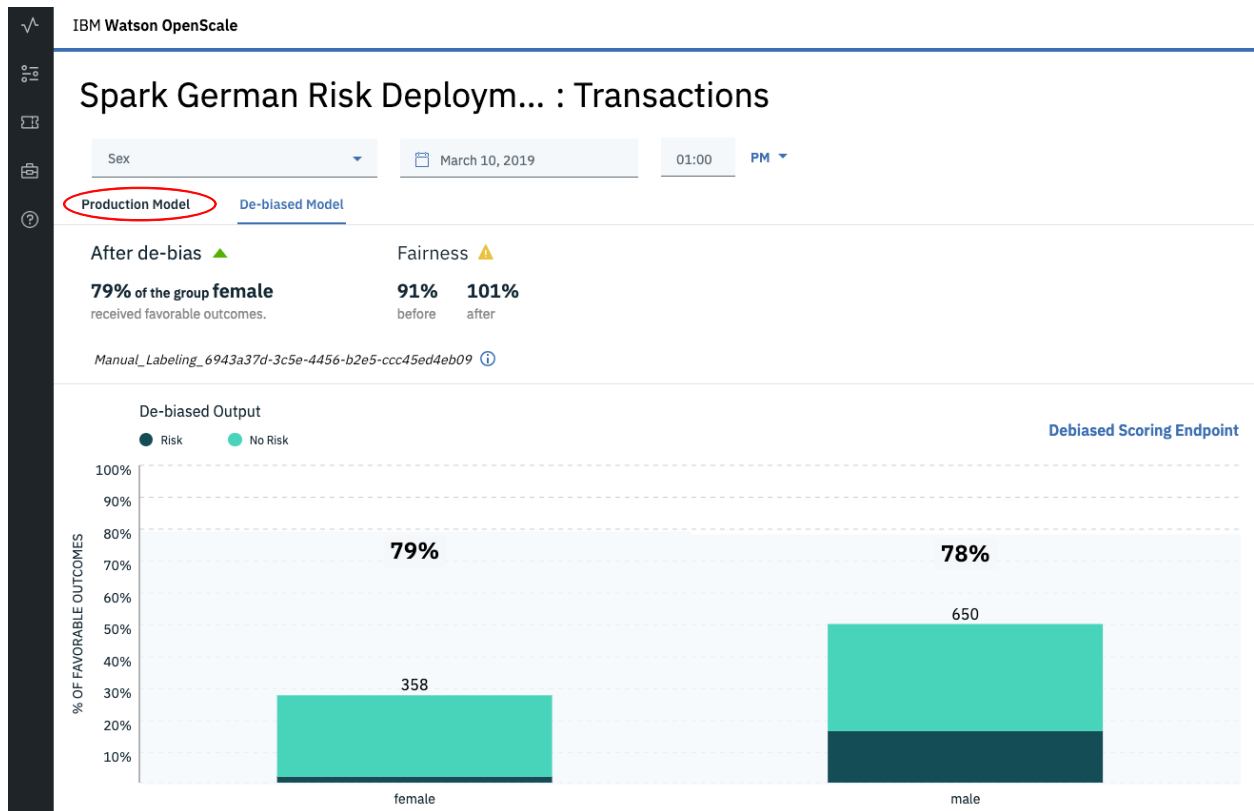 IBM Watson OpenScale
Spark German Risk Deploym... : Transactions
Sex
March 10, 2019
01:00
PM
Production Model
De-biased Model
After de-bias
Fairness
79% of the group female
91%
101%
received favorable outcomes.
before
after
Manual_Labeling_6943a37d-3c5e-4456-b2e5-ccc45ed4eb09
De-biased Output
Risk
No Risk
Debiased Scoring Endpoint
% OF FAVORABLE OUTCOMES
100%
90%
80%
70%
60%
50%
40%
30%
20%
10%
79%
78%
650
358
female
male